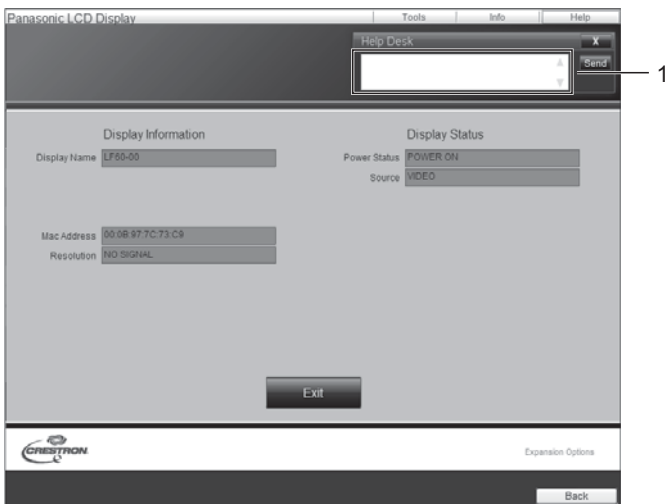 Panasonic LCD Display Tools Info Help
Help Desk X
Send
1
Display Information Display Status
Display Name LF60-00 Power Status POWER ON
Source VIDEO
Mac Address 00:0B:97:7C:73:C9
Resolution NO SIGNAL
Exit
CRESTRON Expansion Options
Back